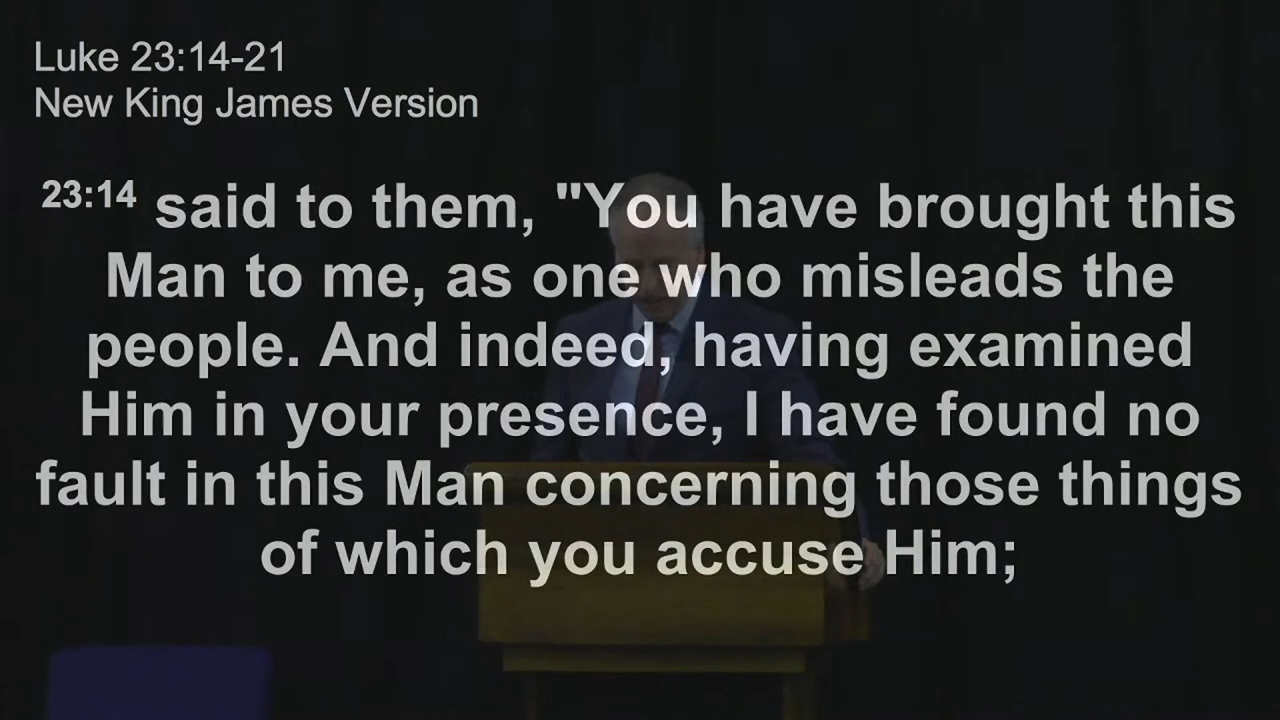 Luke 23:14-21
New King James Version
23:14 said to them, "You have brought this
Man to me, as one who misleads the
people. And indeed, having examined
Him in your presence, I have found no
fault in this Man concerning those things
of which you accuse Him;